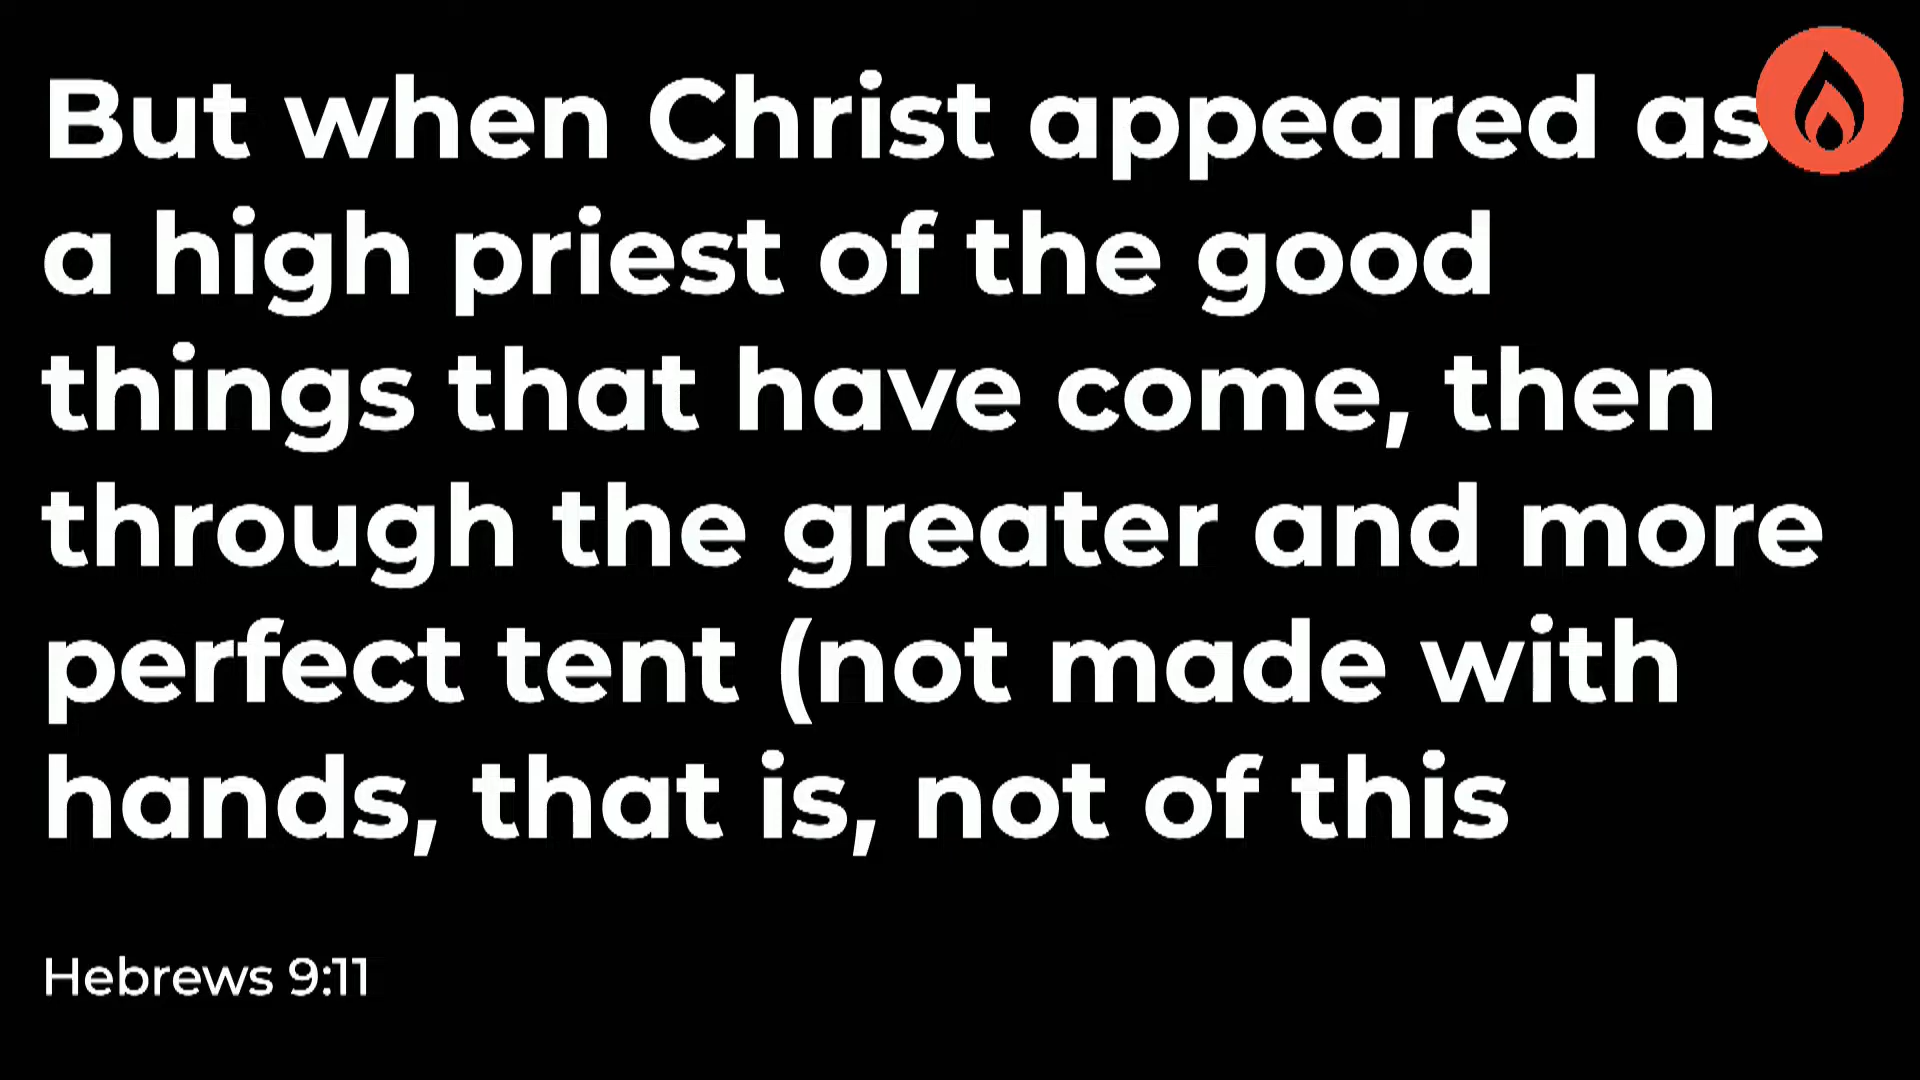 But when Christ appeared as
a high priest of the good
things that have come, then
through the greater and more
perfect tent (not made with
hands, that is, not of this
Hebrews 9:11